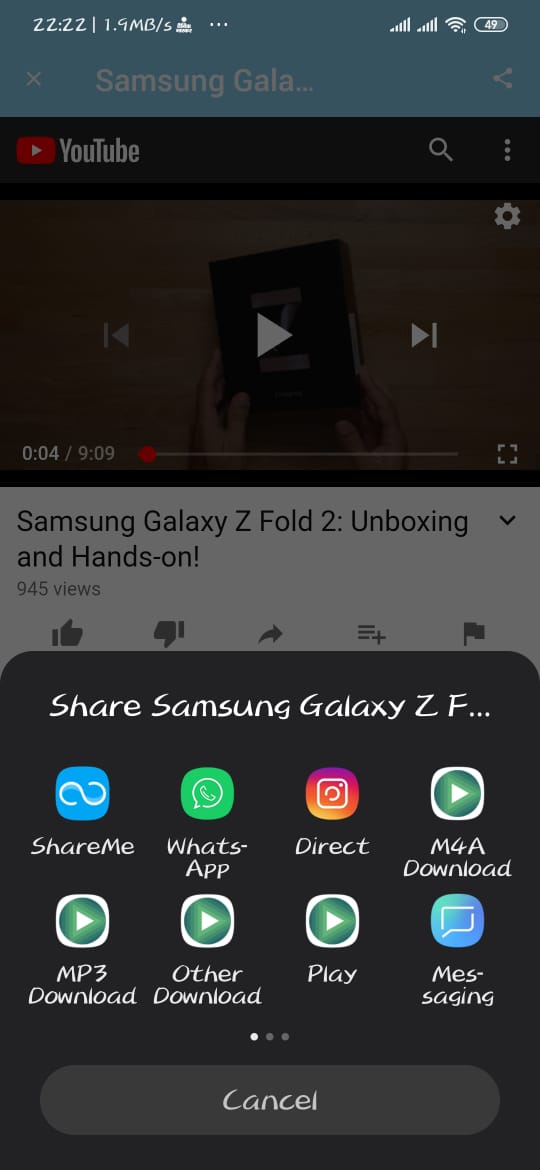 22:22 | 1.9MB/s ...
49
Samsung Gala...
YouTube
0:04 / 9:09
Samsung Galaxy Z Fold 2: Unboxing
and Hands-on!
945 views
Share Samsung Galaxy Z F...
ShareMe Whats- Direct M4A
App Download
MP3 Other Play Mes-
Download Download saging
Cancel